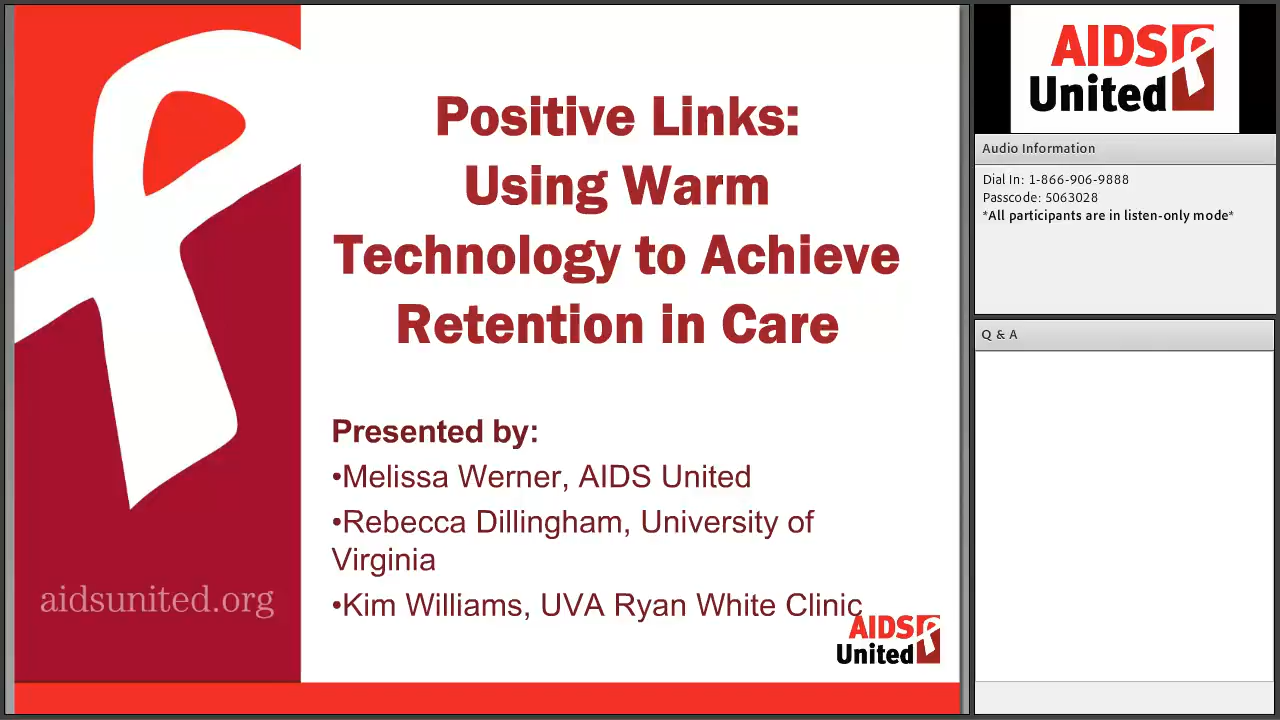 Positive Links:
Using Warm
Technology to Achieve
Retention in Care
Presented by:
•Melissa Werner, AIDS United
•Rebecca Dillingham, University of
Virginia
•Kim Williams, UVA Ryan White Clinic
aidsunited.org
AIDS
United
AIDS
United
Audio Information
Dial In: 1-866-906-9888
Passcode: 5063028
*All participants are in listen-only mode*
Q & A